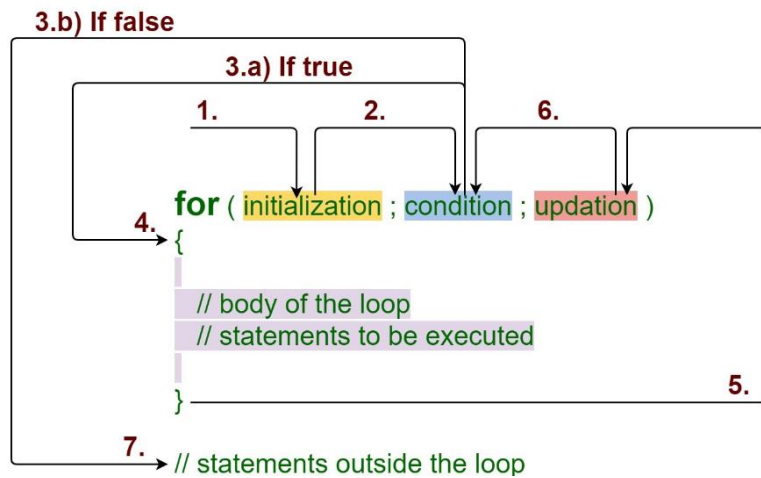 3.b) If false
3.a) If true
1. 2. 6.
for ( initialization ; condition ; updation )
4.
{
// body of the loop
// statements to be executed
} 5.
7.
// statements outside the loop